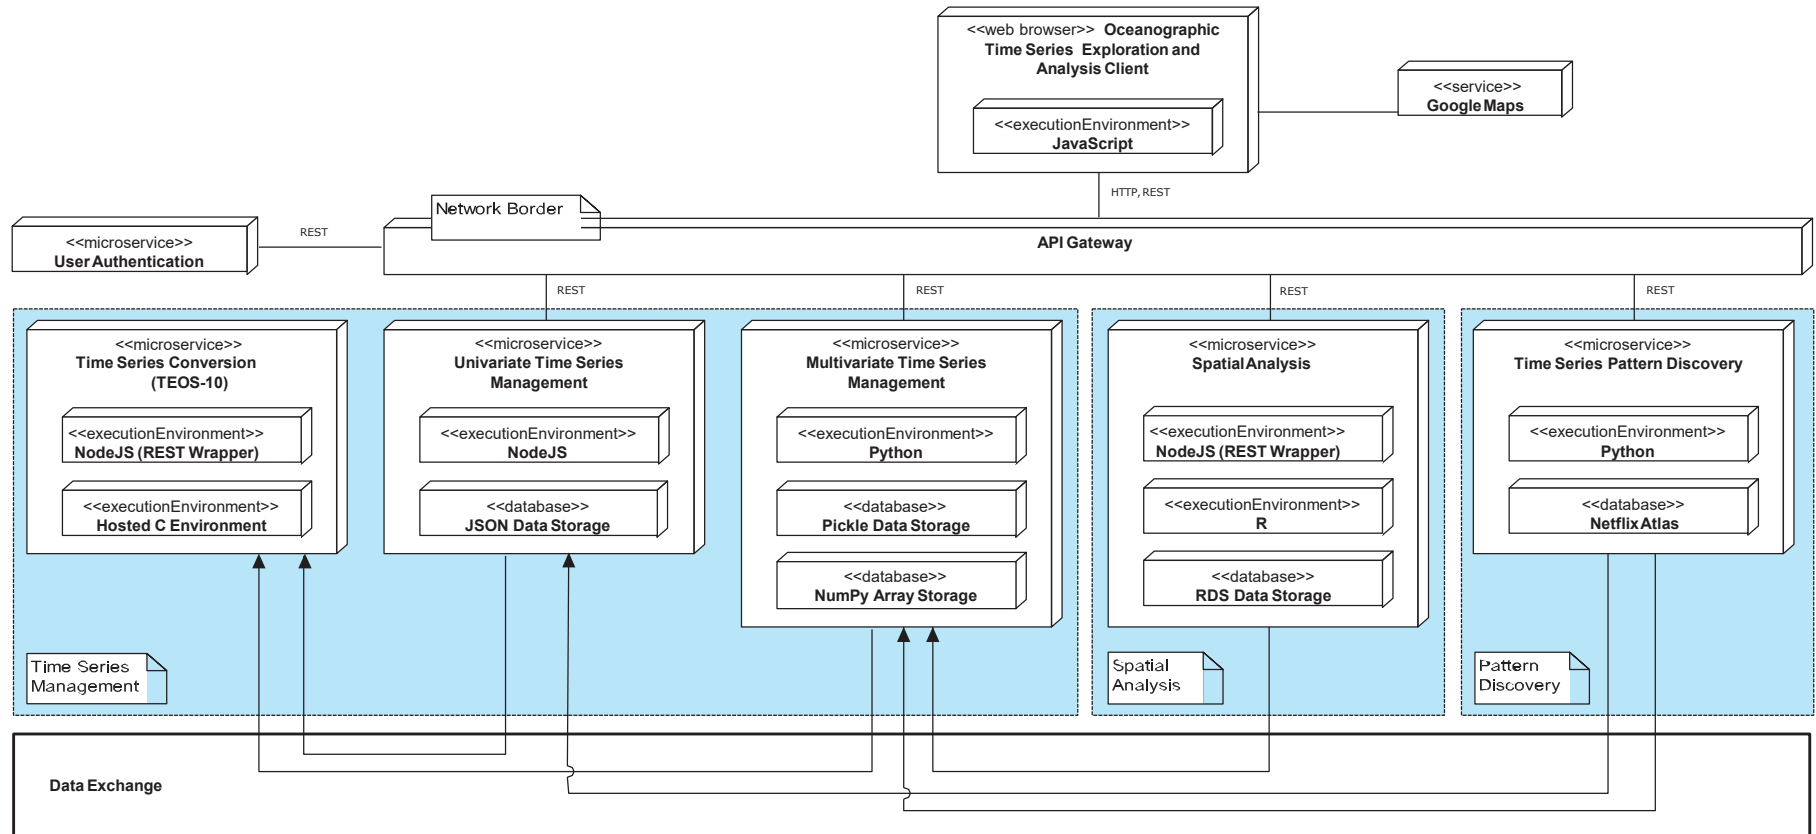 <<web browser>> Oceanographic
Time Series Exploration and
Analysis Client
<<executionEnvironment>>
JavaScript
<<service>>
Google Maps
HTTP, REST
Network Border
<<microservice>>
User Authentication
REST
API Gateway
REST
REST
REST
REST
<<microservice>>
Time Series Conversion
(TEOS-10)
<<executionEnvironment>>
NodeJS (REST Wrapper)
<<executionEnvironment>>
Hosted C Environment
<<microservice>>
Univariate Time Series
Management
<<executionEnvironment>>
NodeJS
<<database>>
JSON Data Storage
<<microservice>>
Multivariate Time Series
Management
<<executionEnvironment>>
Python
<<database>>
Pickle Data Storage
<<database>>
NumPy Array Storage
<<microservice>>
Spatial Analysis
<<executionEnvironment>>
NodeJS (REST Wrapper)
<<executionEnvironment>>
R
<<database>>
RDS Data Storage
<<microservice>>
Time Series Pattern Discovery
<<executionEnvironment>>
Python
<<database>>
Netflix Atlas
Time Series
Management
Spatial
Analysis
Pattern
Discovery
Data Exchange